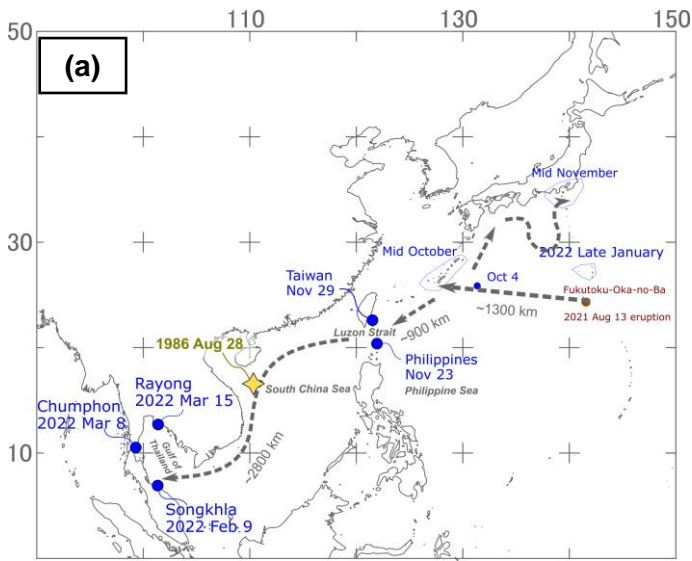 110
130
150
50
(a)
Mid November
30
Mid October
2022 Late January
Taiwan
Nov 29
Oct 4
Fukutoku-Oka-no-Ba
~1300 km
2021 Aug 13 eruption
~900 km
Luzon Strait
1986 Aug 28
Philippines
Nov 23
Rayong
2022 Mar 15
South China Sea
Philippine Sea
Chumphon
2022 Mar 8
Gulf of
Thailand
10
~2800 km
Songkhla
2022 Feb 9